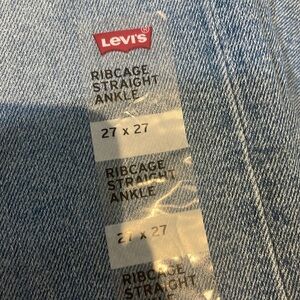 Levi's
RIBCAGE
STRAIGHT
ANKLE
27 x 27
RIBCAGE
STRAIGHT
ANKLE
27 x 27
RIBCAGE
STRAIGHT